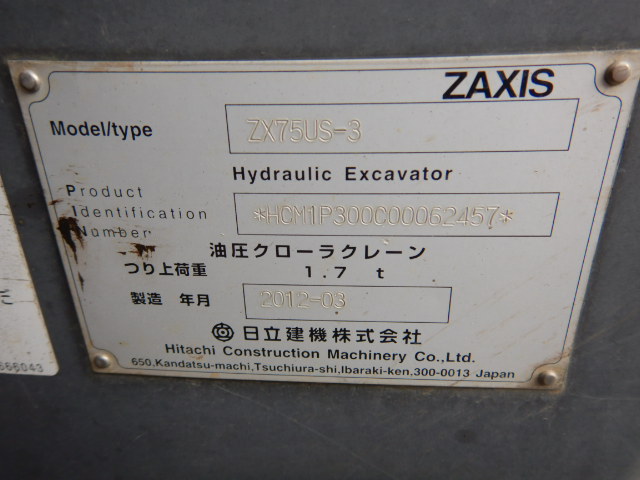 ZAXIS
Model/type ZX75US-3
Hydraulic Excavator
Product
Identification *HCM1P300C00062457*
Number
油圧クローラクレーン
つり上荷重 1.7 t
製造 年月 2012-03
日立建機株式会社
Hitachi Construction Machinery Co.,Ltd.
650,Kandatsu-machi,Tsuchiura-shi,Ibaraki-ken,300-0013 Japan
666043